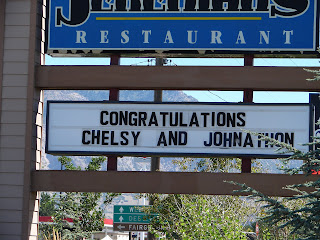 RESTAURANT
CONGRATULATIONS
CHELSY AND JOHNATHON